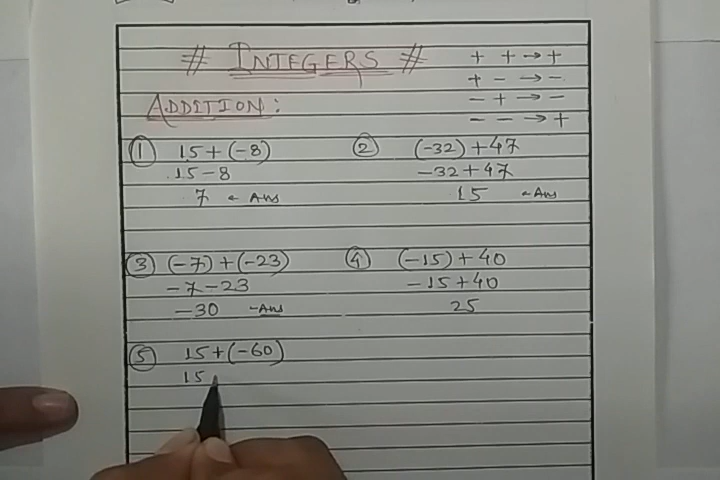 # INTEGERS #
+ + → +
+ - → -
- + → -
- - → +
ADDITION :
① 15 + (-8)
15 - 8
7 ← Ans
② (-32) + 47
-32 + 47
15 ← Ans
③ (-7) + (-23)
-7 - 23
-30 - Ans
④ (-15) + 40
-15 + 40
25
⑤ 15 + (-60)
15